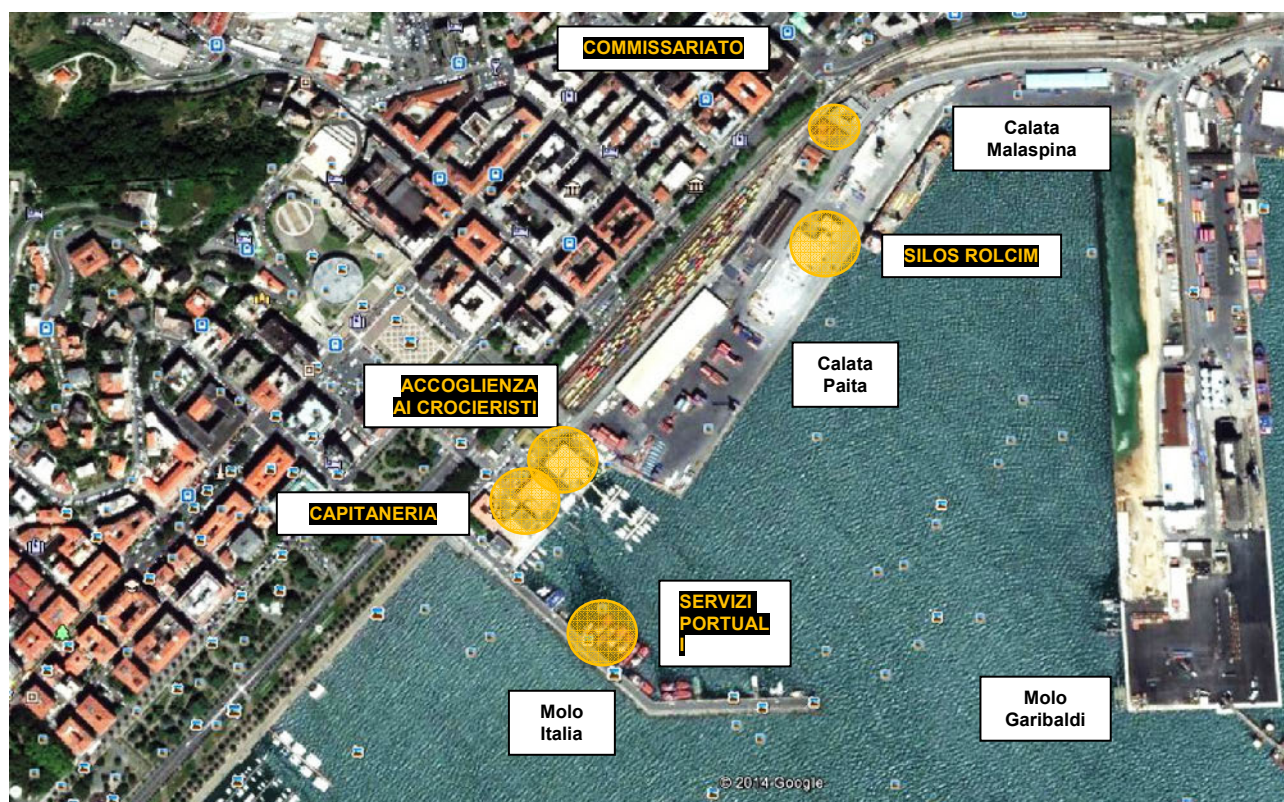 COMMISSARIATO
Calata
Malaspina
SILOS ROLCIM
Calata
Paita
ACCOGLIENZA
AI CROCIERISTI
CAPITANERIA
SERVIZI
PORTUAL
I
Molo
Italia
Molo
Garibaldi
© 2014 Google